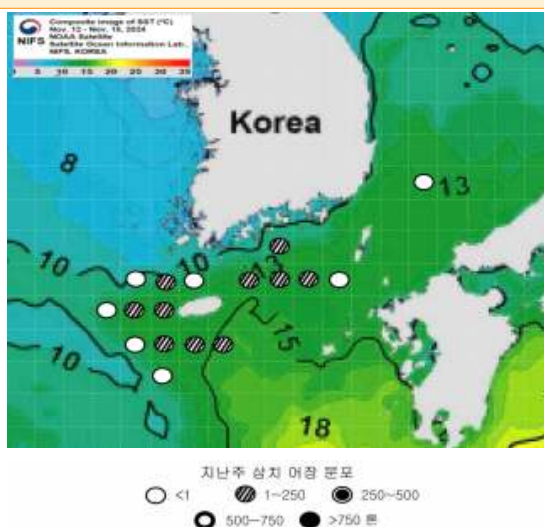 Composite image of SST (℃)
Nov. 12 - Nov. 18, 2024
NOAA Satellite
Satellite Ocean Information Lab.,
NIFS, KOREA
NIFS
0 5 10 15 20 25 30 35
Korea
8
13
10
10
13
10
15
18
지난주 삼치 어장 분포
<1 1~250 250~500
500~750 >750 톤